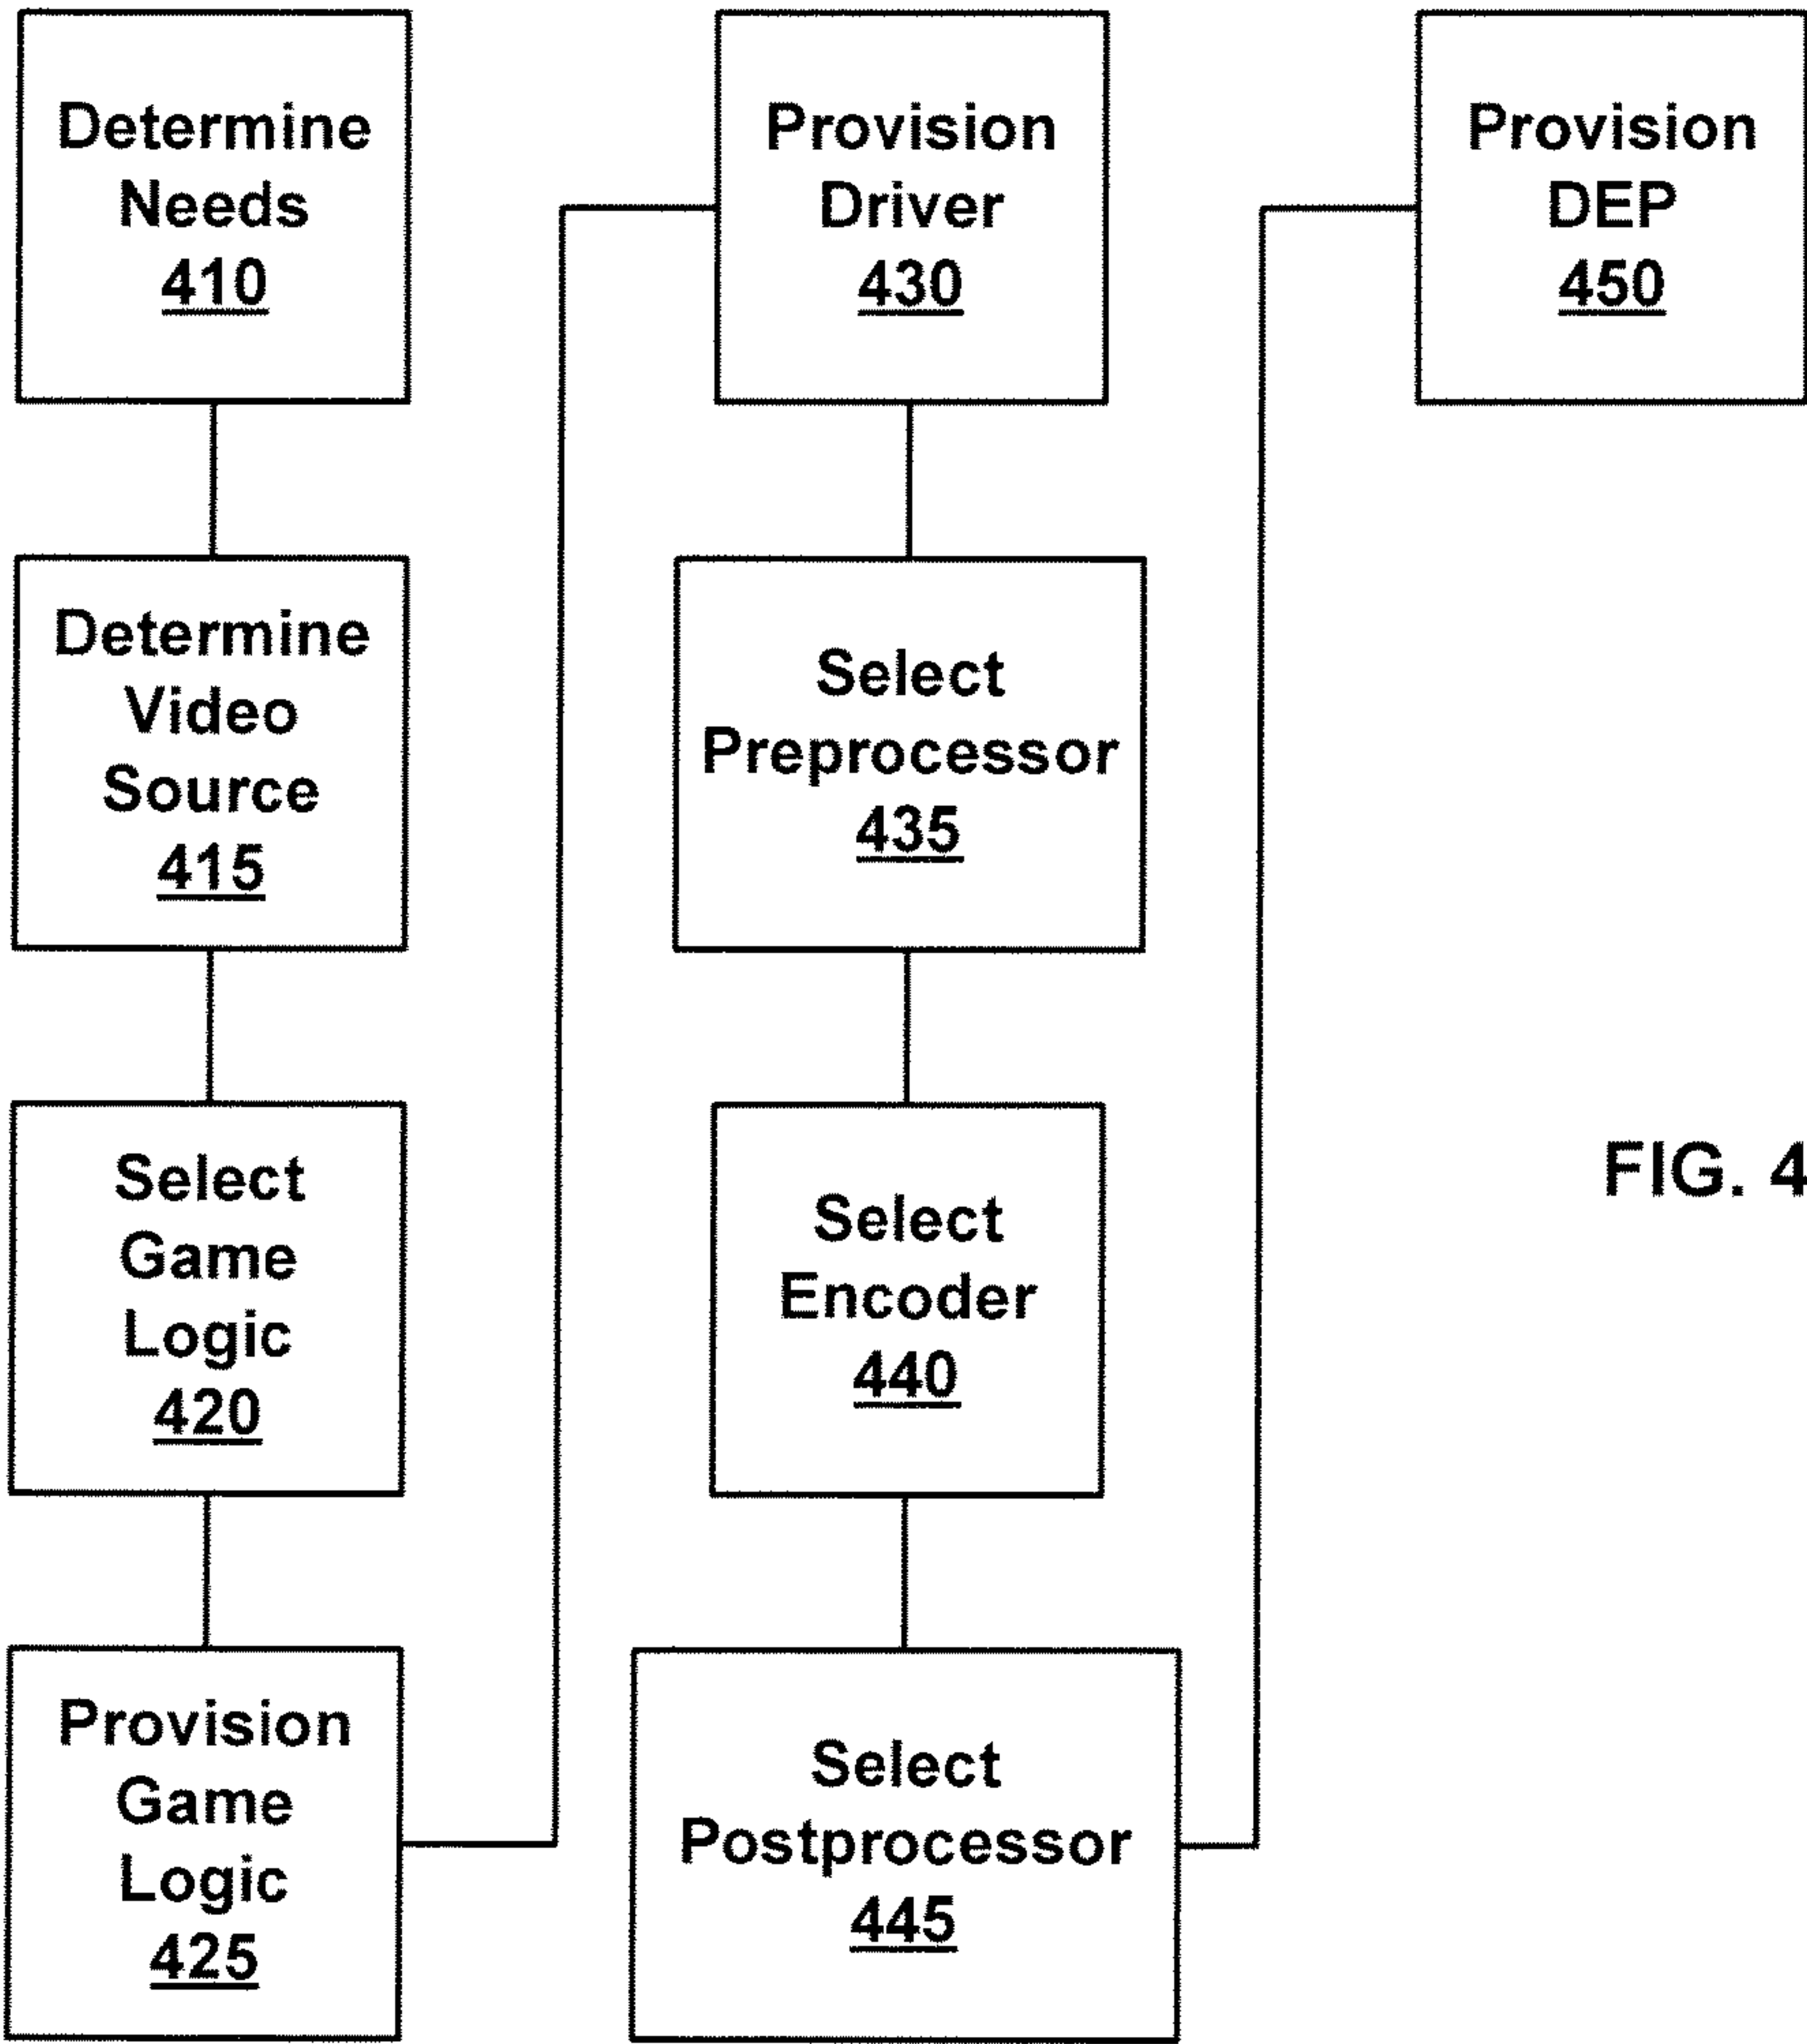 Determine
Needs
410
Determine
Video
Source
415
Select
Game
Logic
420
Provision
Game
Logic
425
Provision
Driver
430
Select
Preprocessor
435
Select
Encoder
440
Select
Postprocessor
445
Provision
DEP
450
FIG. 4